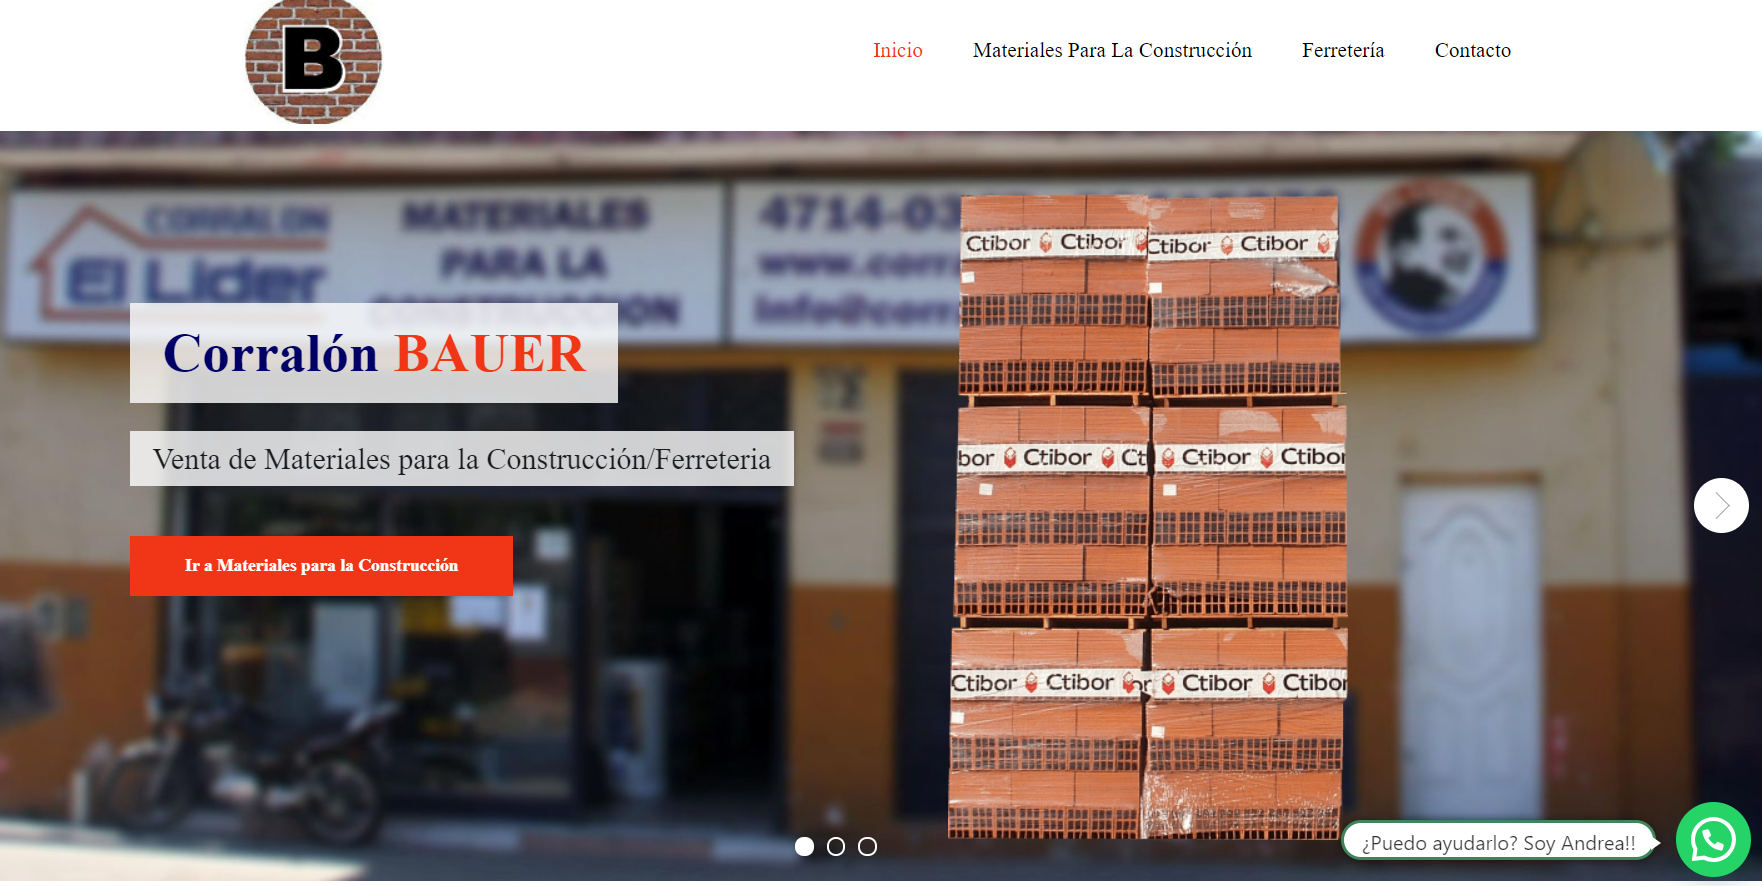 B
Inicio
Materiales Para La Construcción
Ferretería
Contacto
CORRALON
El Lider
MATERIALES
PARA LA
CONSTRUCCION
4714-03
www.corr
Info@corr
Corralón BAUER
Venta de Materiales para la Construcción/Ferreteria
Ir a Materiales para la Construcción
Ctibor Ctibor Ctibor Ctibor
bor Ctibor Ct Ctibor Ctibor
Ctibor Ctibor or Ctibor Ctibor
¿Puedo ayudarlo? Soy Andrea!!